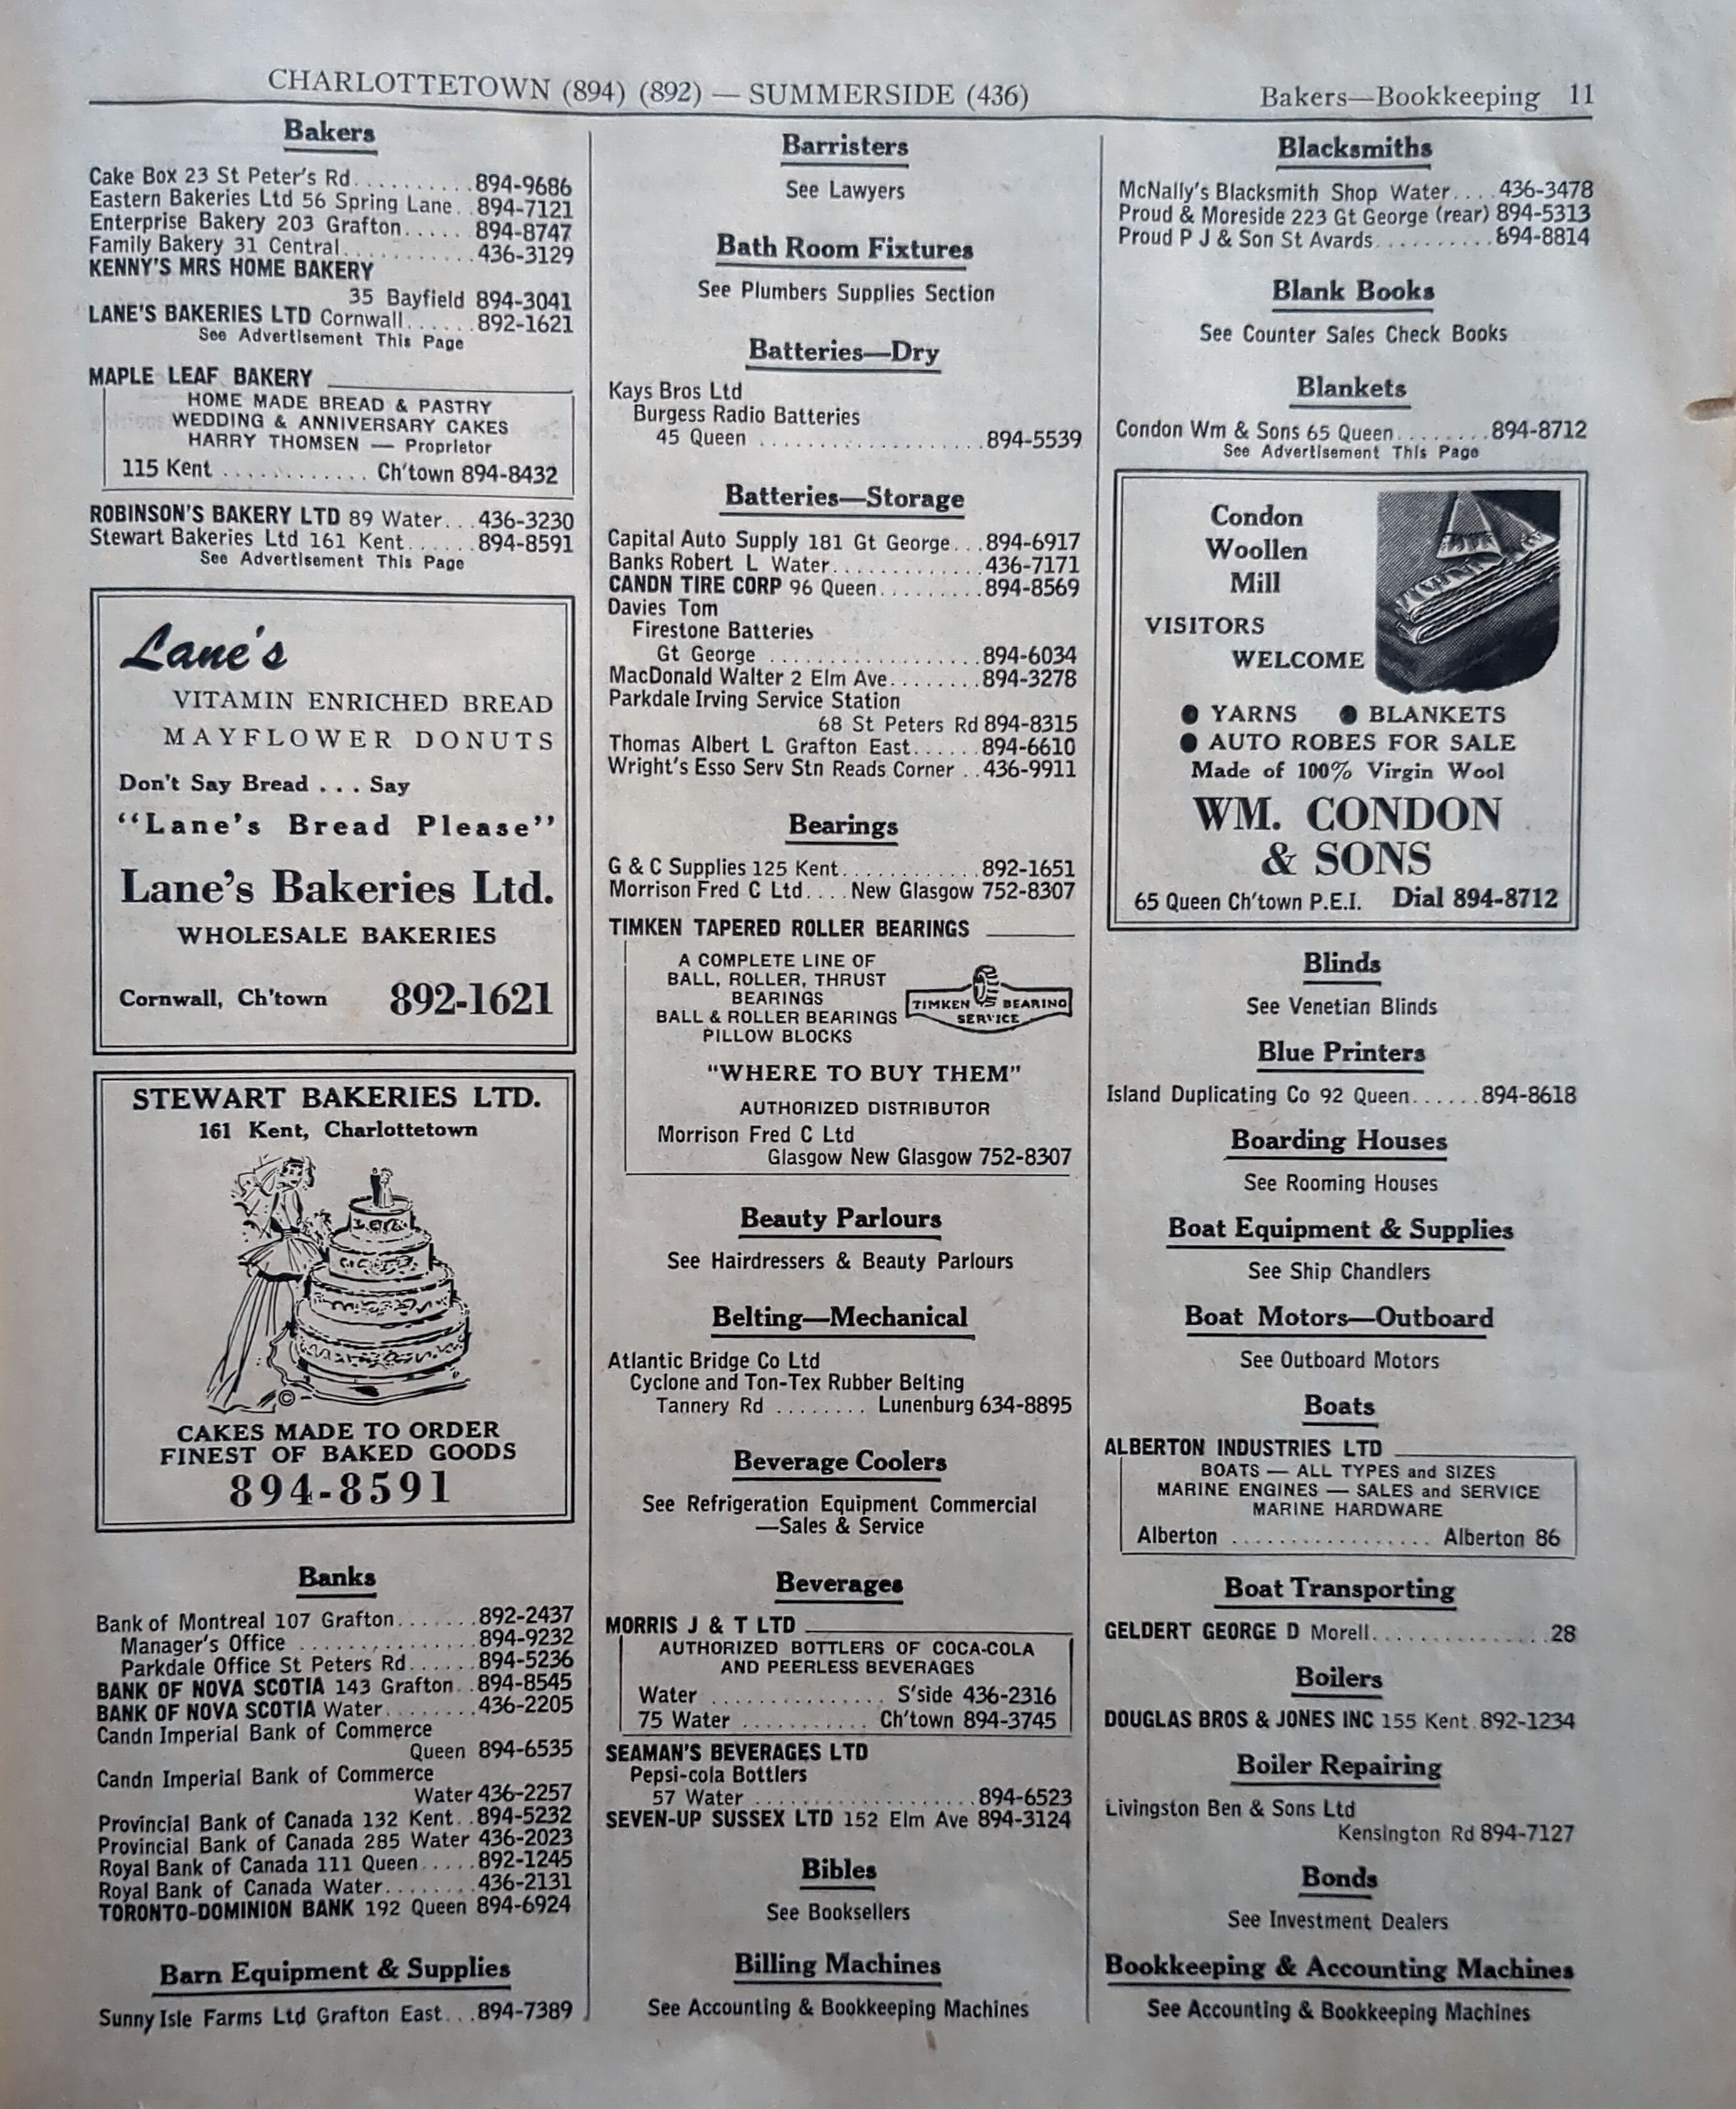 CHARLOTTETOWN (894) (892) — SUMMERSIDE (436)
Bakers—Bookkeeping 11
Bakers
Cake Box 23 St Peter's Rd..........894-9686
Eastern Bakeries Ltd 56 Spring Lane..894-7121
Enterprise Bakery 203 Grafton..... 894-8747
Family Bakery 31 Central...........436-3129
KENNY'S MRS HOME BAKERY
35 Bayfield 894-3041
LANE'S BAKERIES LTD Cornwall......892-1621
See Advertisement This Page
MAPLE LEAF BAKERY
HOME MADE BREAD & PASTRY
WEDDING & ANNIVERSARY CAKES
HARRY THOMSEN — Proprietor
115 Kent ............ Ch'town 894-8432
ROBINSON'S BAKERY LTD 89 Water...436-3230
Stewart Bakeries Ltd 161 Kent......894-8591
See Advertisement This Page
Lane's
VITAMIN ENRICHED BREAD
MAYFLOWER DONUTS
Don't Say Bread . . . Say
"Lane's Bread Please"
Lane's Bakeries Ltd.
WHOLESALE BAKERIES
Cornwall, Ch'town 892-1621
STEWART BAKERIES LTD.
161 Kent, Charlottetown
©
CAKES MADE TO ORDER
FINEST OF BAKED GOODS
894-8591
Banks
Bank of Montreal 107 Grafton.......892-2437
Manager's Office ................894-9232
Parkdale Office St Peters Rd......894-5236
BANK OF NOVA SCOTIA 143 Grafton..894-8545
BANK OF NOVA SCOTIA Water........436-2205
Candn Imperial Bank of Commerce
Queen 894-6535
Candn Imperial Bank of Commerce
Water 436-2257
Provincial Bank of Canada 132 Kent..894-5232
Provincial Bank of Canada 285 Water 436-2023
Royal Bank of Canada 111 Queen.....892-1245
Royal Bank of Canada Water........436-2131
TORONTO-DOMINION BANK 192 Queen 894-6924
Barn Equipment & Supplies
Sunny Isle Farms Ltd Grafton East...894-7389
Barristers
See Lawyers
Bath Room Fixtures
See Plumbers Supplies Section
Batteries—Dry
Kays Bros Ltd
Burgess Radio Batteries
45 Queen ....................894-5539
Batteries—Storage
Capital Auto Supply 181 Gt George...894-6917
Banks Robert L Water..............436-7171
CANDN TIRE CORP 96 Queen.........894-8569
Davies Tom
Firestone Batteries
Gt George ..................894-6034
MacDonald Walter 2 Elm Ave........894-3278
Parkdale Irving Service Station
68 St Peters Rd 894-8315
Thomas Albert L Grafton East......894-6610
Wright's Esso Serv Stn Reads Corner ..436-9911
Bearings
G & C Supplies 125 Kent............892-1651
Morrison Fred C Ltd.... New Glasgow 752-8307
TIMKEN TAPERED ROLLER BEARINGS
A COMPLETE LINE OF
BALL, ROLLER, THRUST
BEARINGS
BALL & ROLLER BEARINGS
PILLOW BLOCKS
TIMKEN BEARING
SERVICE
"WHERE TO BUY THEM"
AUTHORIZED DISTRIBUTOR
Morrison Fred C Ltd
Glasgow New Glasgow 752-8307
Beauty Parlours
See Hairdressers & Beauty Parlours
Belting—Mechanical
Atlantic Bridge Co Ltd
Cyclone and Ton-Tex Rubber Belting
Tannery Rd ........ Lunenburg 634-8895
Beverage Coolers
See Refrigeration Equipment Commercial
—Sales & Service
Beverages
MORRIS J & T LTD
AUTHORIZED BOTTLERS OF COCA-COLA
AND PEERLESS BEVERAGES
Water ............... S'side 436-2316
75 Water ........... Ch'town 894-3745
SEAMAN'S BEVERAGES LTD
Pepsi-cola Bottlers
57 Water ....................894-6523
SEVEN-UP SUSSEX LTD 152 Elm Ave 894-3124
Bibles
See Booksellers
Billing Machines
See Accounting & Bookkeeping Machines
Blacksmiths
McNally's Blacksmith Shop Water.... 436-3478
Proud & Moreside 223 Gt George (rear) 894-5313
Proud P J & Son St Avards..........894-8814
Blank Books
See Counter Sales Check Books
Blankets
Condon Wm & Sons 65 Queen........894-8712
See Advertisement This Page
Condon
Woollen
Mill
VISITORS
WELCOME
● YARNS ● BLANKETS
● AUTO ROBES FOR SALE
Made of 100% Virgin Wool
WM. CONDON
& SONS
65 Queen Ch'town P.E.I. Dial 894-8712
Blinds
See Venetian Blinds
Blue Printers
Island Duplicating Co 92 Queen......894-8618
Boarding Houses
See Rooming Houses
Boat Equipment & Supplies
See Ship Chandlers
Boat Motors—Outboard
See Outboard Motors
Boats
ALBERTON INDUSTRIES LTD
BOATS — ALL TYPES and SIZES
MARINE ENGINES — SALES and SERVICE
MARINE HARDWARE
Alberton ................. Alberton 86
Boat Transporting
GELDERT GEORGE D Morell...............28
Boilers
DOUGLAS BROS & JONES INC 155 Kent.892-1234
Boiler Repairing
Livingston Ben & Sons Ltd
Kensington Rd 894-7127
Bonds
See Investment Dealers
Bookkeeping & Accounting Machines
See Accounting & Bookkeeping Machines